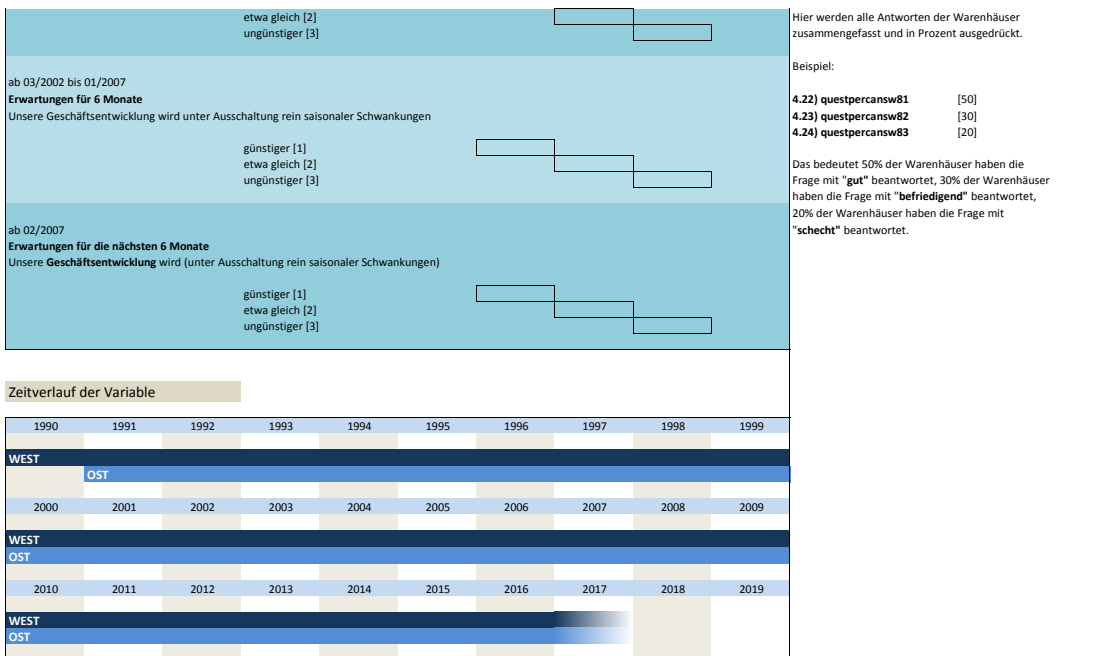 etwa gleich [2]
ungünstiger [3]
ab 03/2002 bis 01/2007
Erwartungen für 6 Monate
Unsere Geschäftsentwicklung wird unter Ausschaltung rein saisonaler Schwankungen
günstiger [1]
etwa gleich [2]
ungünstiger [3]
ab 02/2007
Erwartungen für die nächsten 6 Monate
Unsere Geschäftsentwicklung wird (unter Ausschaltung rein saisonaler Schwankungen)
günstiger [1]
etwa gleich [2]
ungünstiger [3]
Hier werden alle Antworten der Warenhäuser
zusammengefasst und in Prozent ausgedrückt.
Beispiel:
4.22) questpercansw81 [50]
4.23) questpercansw82 [30]
4.24) questpercansw83 [20]
Das bedeutet 50% der Warenhäuser haben die
Frage mit "gut" beantwortet, 30% der Warenhäuser
haben die Frage mit "befriedigend" beantwortet,
20% der Warenhäuser haben die Frage mit
"schecht" beantwortet.
Zeitverlauf der Variable
1990 1991 1992 1993 1994 1995 1996 1997 1998 1999
WEST
OST
2000 2001 2002 2003 2004 2005 2006 2007 2008 2009
WEST
OST
2010 2011 2012 2013 2014 2015 2016 2017 2018 2019
WEST
OST